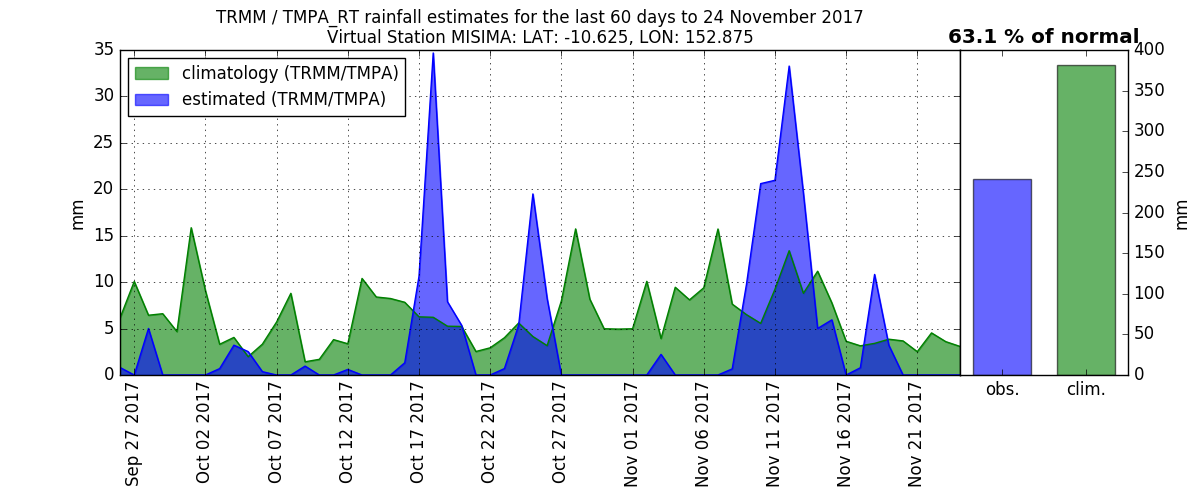 TRMM / TMPA_RT rainfall estimates for the last 60 days to 24 November 2017
Virtual Station MISIMA: LAT: -10.625, LON: 152.875
63.1 % of normal
climatology (TRMM/TMPA)
estimated (TRMM/TMPA)
mm
35
30
25
20
15
10
5
0
Sep 27 2017
Oct 02 2017
Oct 07 2017
Oct 12 2017
Oct 17 2017
Oct 22 2017
Oct 27 2017
Nov 01 2017
Nov 06 2017
Nov 11 2017
Nov 16 2017
Nov 21 2017
400
350
300
250
200
150
100
50
0
mm
obs.
clim.